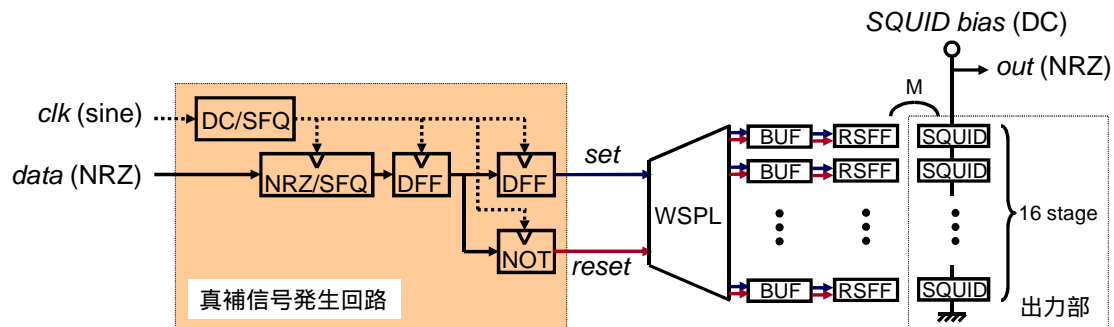 SQUID bias (DC)
out (NRZ)
M
clk (sine)
DC/SFQ
BUF
RSFF
SQUID
data (NRZ)
NRZ/SFQ
DFF
DFF
set
BUF
RSFF
SQUID
WSPL
16 stage
NOT
reset
BUF
RSFF
SQUID
真補信号発生回路
出力部